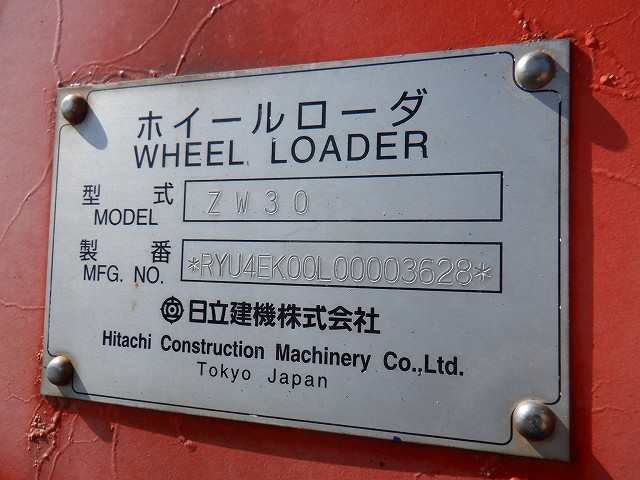 ホイールローダ
WHEEL LOADER
型式 ZW30
MODEL
製番 *RYU4EK00L00003628*
MFG. NO.
日立建機株式会社
Hitachi Construction Machinery Co.,Ltd.
Tokyo Japan